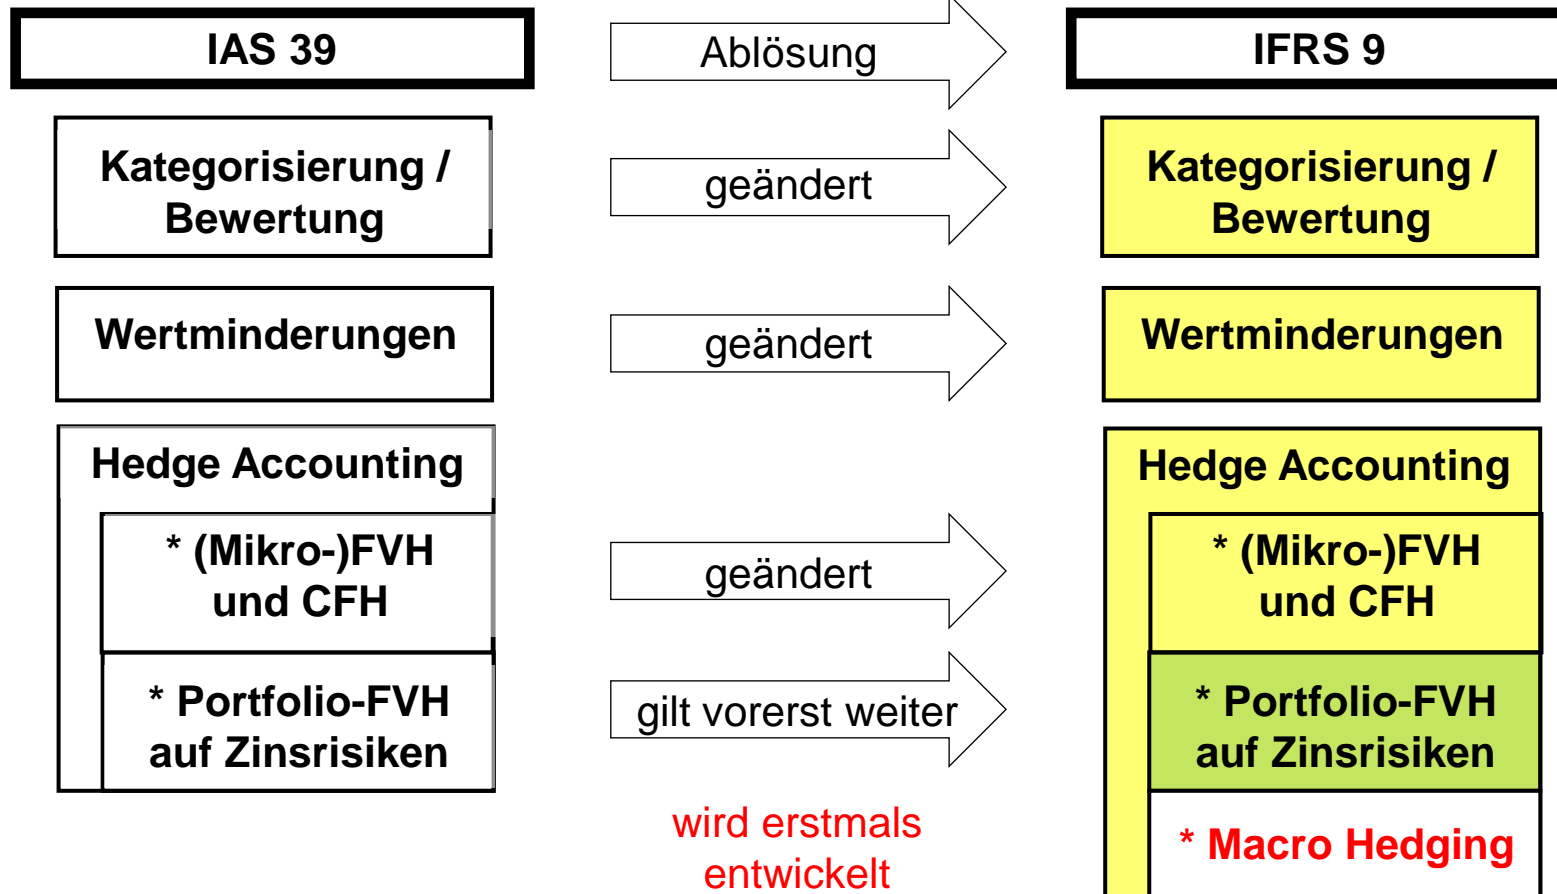 IAS 39
Ablösung
IFRS 9
Kategorisierung /
Bewertung
geändert
Kategorisierung /
Bewertung
Wertminderungen
geändert
Wertminderungen
Hedge Accounting
Hedge Accounting
* (Mikro-)FVH
und CFH
geändert
* (Mikro-)FVH
und CFH
* Portfolio-FVH
auf Zinsrisiken
gilt vorerst weiter
* Portfolio-FVH
auf Zinsrisiken
wird erstmals
entwickelt
* Macro Hedging